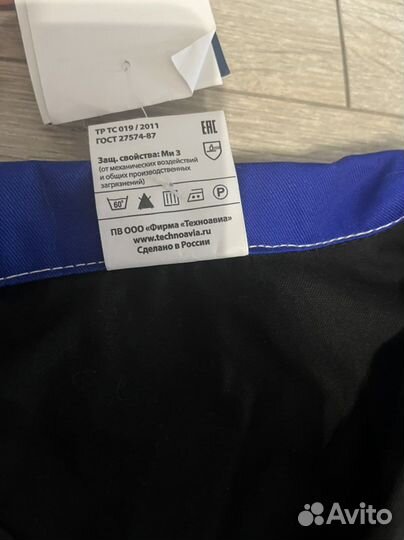 ТР ТС 019 / 2011
ГОСТ 27574-87
EAC
Защ. свойства: Ми З
(от механических воздействий
и общих производственных
загрязнений)
60°
P
ПВ ООО «Фирма «Техноавиа»
www.technoavia.ru
Сделано в России
Avito